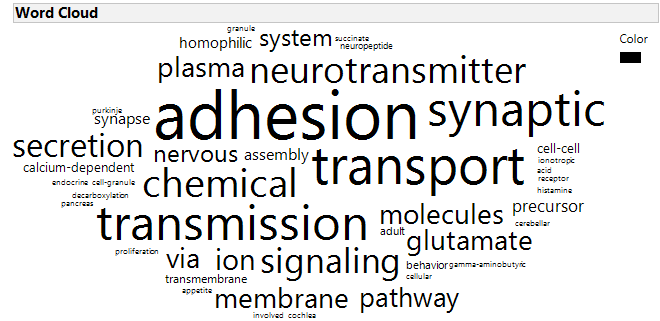 Word Cloud
Color
granule
homophilic system succinate
neuropeptide
plasma neurotransmitter
purkinje
synapse adhesion synaptic
secretion nervous assembly transport cell-cell
ionotropic
calcium-dependent
acid
receptor
endocrine cell-granule chemical
histamine
decarboxylation
pancreas
transmission molecules precursor
adult cerebellar
glutamate
proliferation via ion signaling
behavior gamma-aminobutyric
transmembrane cellular
appetite membrane pathway
involved cochlea